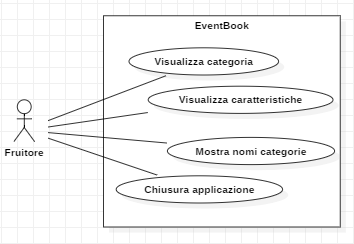 EventBook
Visualizza categoria
Visualizza caratteristiche
Fruitore
Mostra nomi categorie
Chiusura applicazione